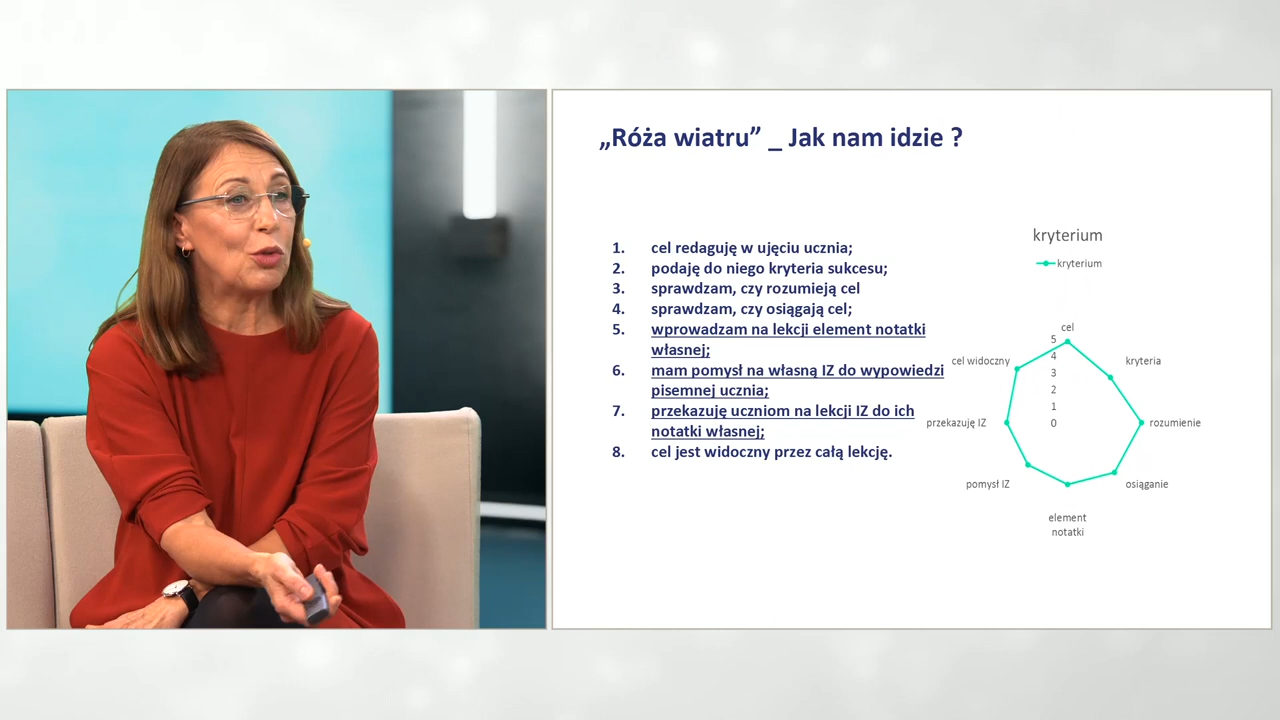 „Róża wiatru” _ Jak nam idzie ?
1. cel redaguję w ujęciu ucznia;
2. podaję do niego kryteria sukcesu;
3. sprawdzam, czy rozumieją cel
4. sprawdzam, czy osiągają cel;
5. wprowadzam na lekcji element notatki
własnej;
6. mam pomysł na własną IZ do wypowiedzi
pisemnej ucznia;
7. przekazuję uczniom na lekcji IZ do ich
notatki własnej;
8. cel jest widoczny przez całą lekcję.
kryterium
kryterium
cel
5
4
3
2
1
0
kryteria
rozumienie
osiąganie
element
notatki
pomysł IZ
przekazuję IZ
cel widoczny